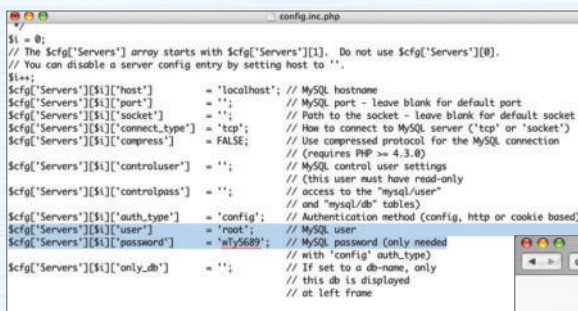 config.inc.php
*/
$i = 0;
// The $cfg['Servers'] array starts with $cfg['Servers'][1].  Do not use $cfg['Servers'][0].
// You can disable a server config entry by setting host to ''.
$i++;
$cfg['Servers'][$i]['host']          = 'localhost'; // MySQL hostname
$cfg['Servers'][$i]['port']          = '';          // MySQL port - leave blank for default port
$cfg['Servers'][$i]['socket']        = '';          // Path to the socket - leave blank for default socket
$cfg['Servers'][$i]['connect_type']  = 'tcp';       // How to connect to MySQL server ('tcp' or 'socket')
$cfg['Servers'][$i]['compress']      = FALSE;       // Use compressed protocol for the MySQL connection
                                                    // (requires PHP >= 4.3.0)
$cfg['Servers'][$i]['controluser']   = '';          // MySQL control user settings
                                                    // (this user must have read-only
$cfg['Servers'][$i]['controlpass']   = '';          // access to the "mysql/user"
                                                    // and "mysql/db" tables)
$cfg['Servers'][$i]['auth_type']     = 'config';    // Authentication method (config, http or cookie based)
$cfg['Servers'][$i]['user']          = 'root';      // MySQL user
$cfg['Servers'][$i]['password']      = 'wTy5689';   // MySQL password (only needed
                                                    // with 'config' auth_type)
$cfg['Servers'][$i]['only_db']       = '';          // If set to a db-name, only
                                                    // this db is displayed
                                                    // at left frame